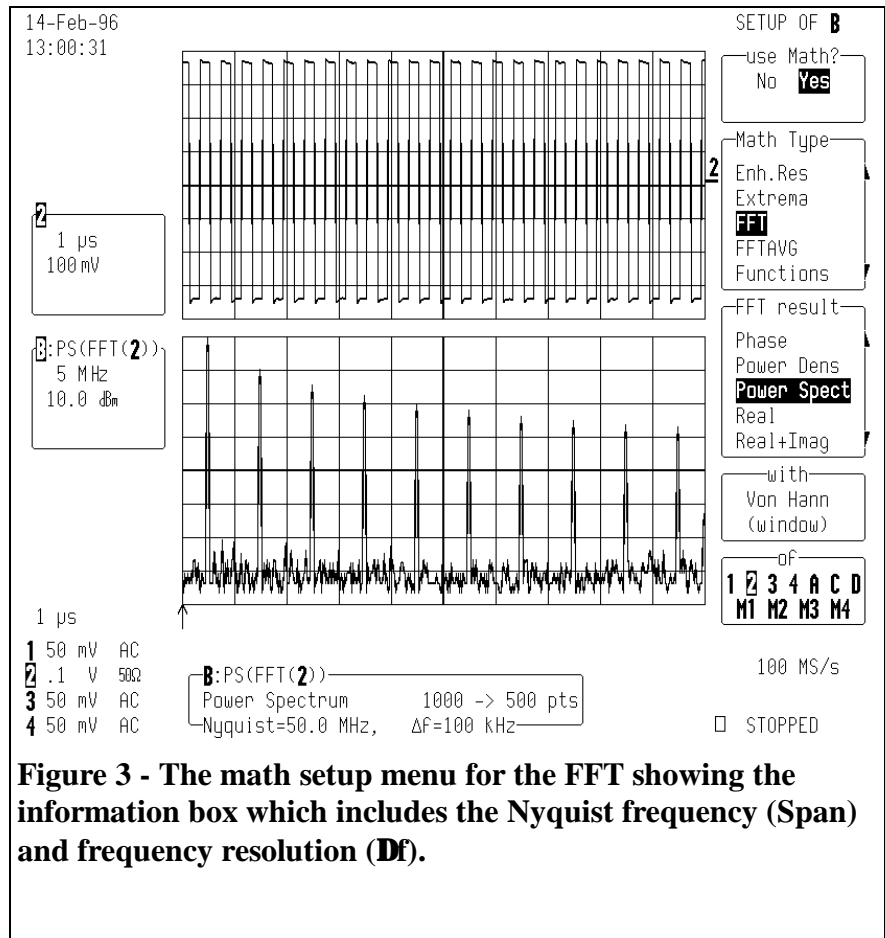 14-Feb-96
13:00:31
SETUP OF B
use Math?
No Yes
Math Type
Enh.Res
Extrema
FFT
FFTAVG
Functions
FFT result
Phase
Power Dens
Power Spect
Real
Real+Imag
with
Von Hann
(window)
of
1 2 3 4 A C D
M1 M2 M3 M4
2
2
1 µs
100 mV
B:PS(FFT(2))
5 MHz
10.0 dBm
1 µs
1 50 mV AC
2 .1 V 50Ω
3 50 mV AC
4 50 mV AC
B:PS(FFT(2))
Power Spectrum 1000 -> 500 pts
Nyquist=50.0 MHz, Δf=100 kHz
100 MS/s
STOPPED
Figure 3 - The math setup menu for the FFT showing the
information box which includes the Nyquist frequency (Span)
and frequency resolution (Df).